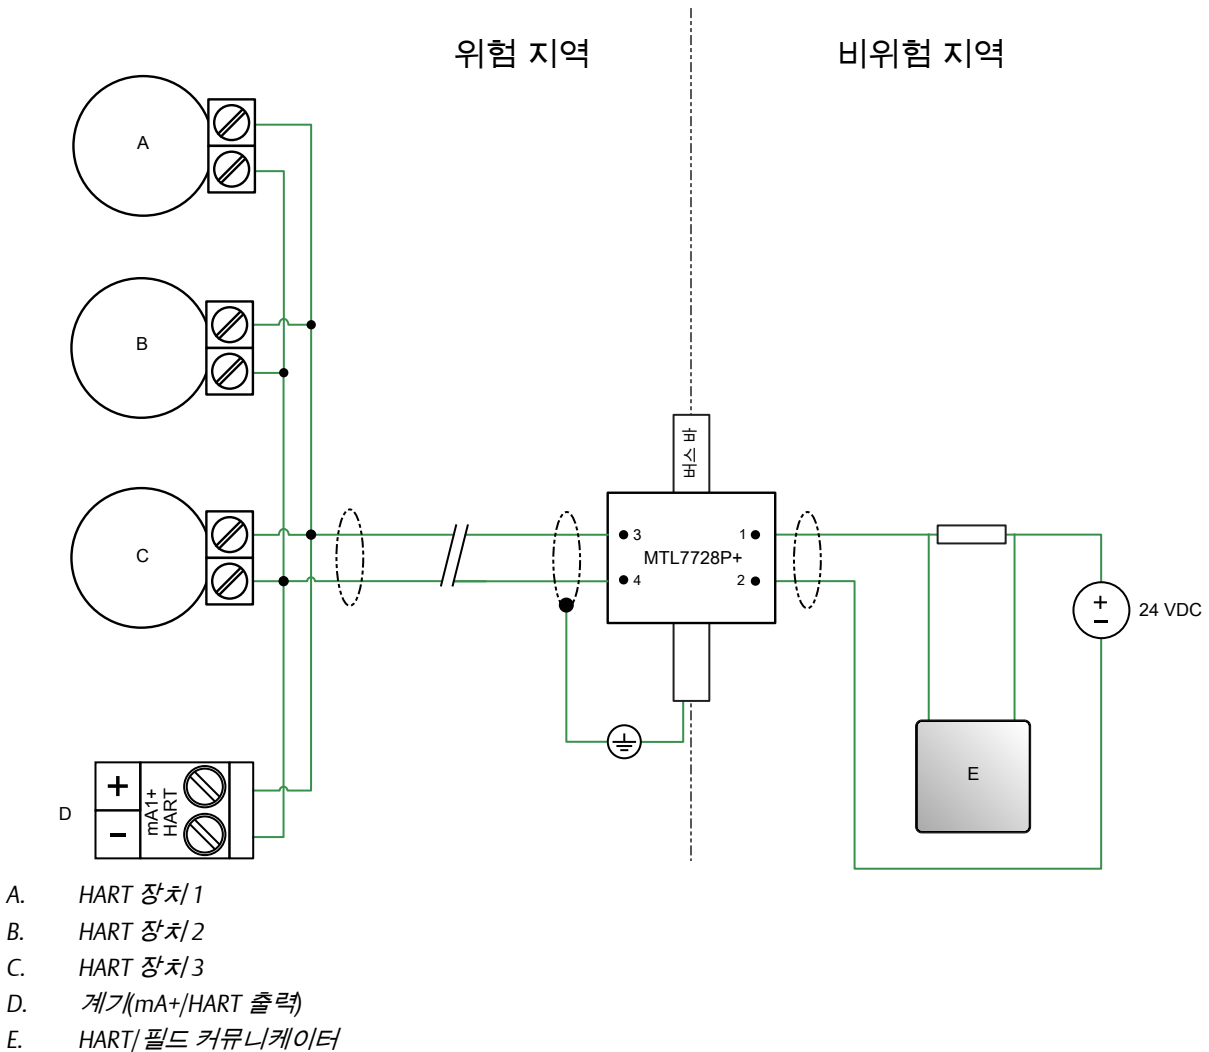 위험 지역
비위험 지역
A
B
버스 바
C
3
1
MTL7728P+
4
2
+
–
24 VDC
E
D
+
–
mA1+
HART
A. HART 장치 1
B. HART 장치 2
C. HART 장치 3
D. 계기(mA+/HART 출력)
E. HART/필드 커뮤니케이터